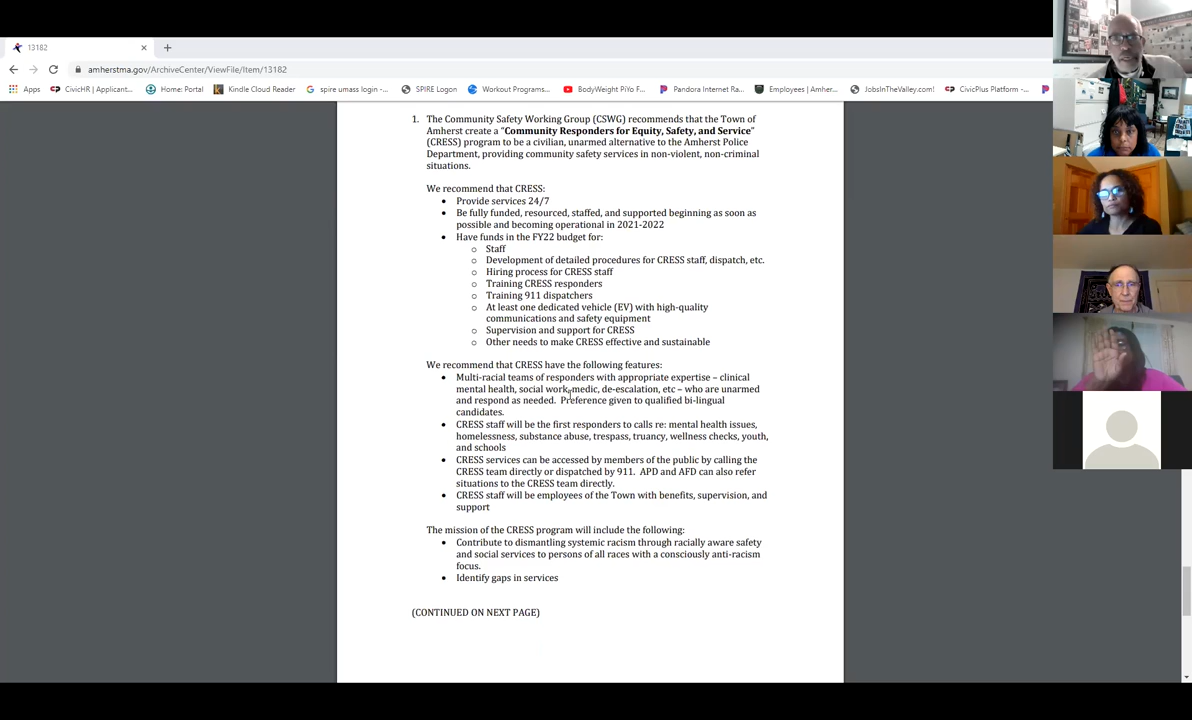 13182
amherstma.gov/ArchiveCenter/ViewFile/Item/13182
Apps CivicHR | Applicant... Home: Portal Kindle Cloud Reader spire umass login -... SPIRE Logon Workout Programs... BodyWeight PiYo F... Pandora Internet Ra... Employees | Amher... JobsInTheValley.com! CivicPlus Platform -...
1. The Community Safety Working Group (CSWG) recommends that the Town of
Amherst create a "Community Responders for Equity, Safety, and Service"
(CRESS) program to be a civilian, unarmed alternative to the Amherst Police
Department, providing community safety services in non-violent, non-criminal
situations.
We recommend that CRESS:
• Provide services 24/7
• Be fully funded, resourced, staffed, and supported beginning as soon as
possible and becoming operational in 2021-2022
• Have funds in the FY22 budget for:
o Staff
o Development of detailed procedures for CRESS staff, dispatch, etc.
o Hiring process for CRESS staff
o Training CRESS responders
o Training 911 dispatchers
o At least one dedicated vehicle (EV) with high-quality
communications and safety equipment
o Supervision and support for CRESS
o Other needs to make CRESS effective and sustainable
We recommend that CRESS have the following features:
• Multi-racial teams of responders with appropriate expertise – clinical
mental health, social work, medic, de-escalation, etc – who are unarmed
and respond as needed. Preference given to qualified bi-lingual
candidates.
• CRESS staff will be the first responders to calls re: mental health issues,
homelessness, substance abuse, trespass, truancy, wellness checks, youth,
and schools
• CRESS services can be accessed by members of the public by calling the
CRESS team directly or dispatched by 911. APD and AFD can also refer
situations to the CRESS team directly.
• CRESS staff will be employees of the Town with benefits, supervision, and
support
The mission of the CRESS program will include the following:
• Contribute to dismantling systemic racism through racially aware safety
and social services to persons of all races with a consciously anti-racism
focus.
• Identify gaps in services
(CONTINUED ON NEXT PAGE)